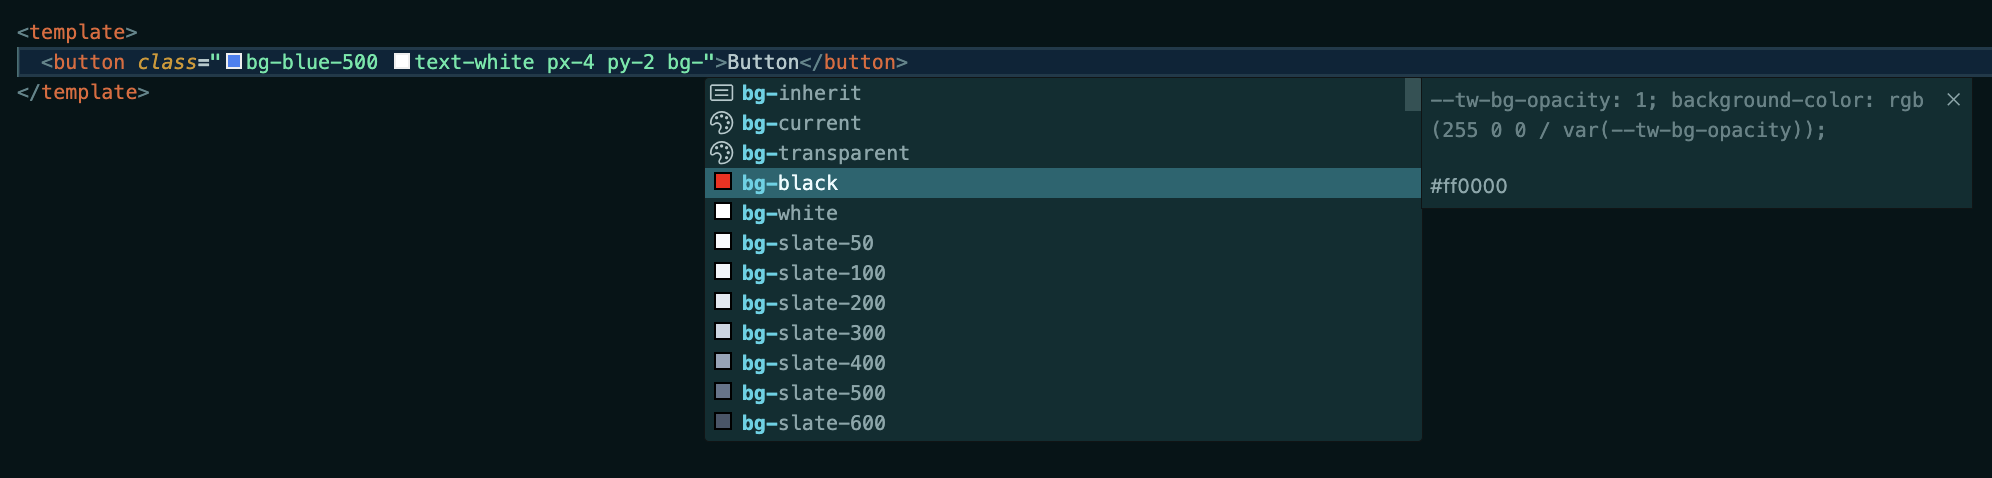 <template>
<button class="bg-blue-500 text-white px-4 py-2 bg-">Button</button>
</template>
bg-inherit
bg-current
bg-transparent
bg-black
bg-white
bg-slate-50
bg-slate-100
bg-slate-200
bg-slate-300
bg-slate-400
bg-slate-500
bg-slate-600
--tw-bg-opacity: 1; background-color: rgb
(255 0 0 / var(--tw-bg-opacity));
#ff0000